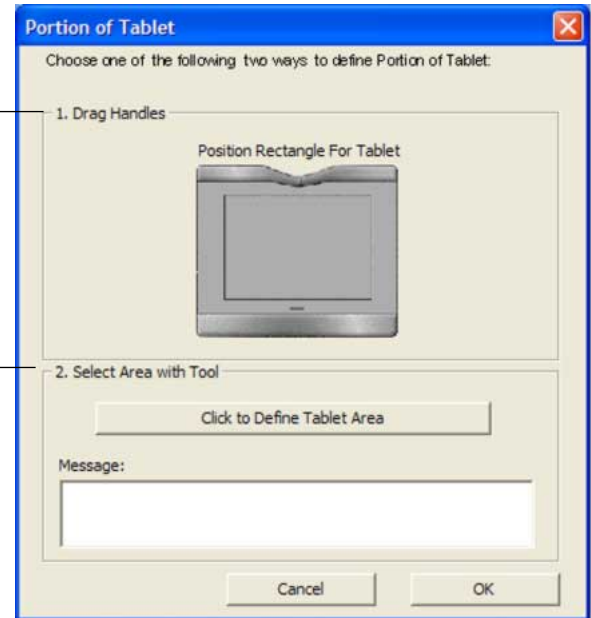 Portion of Tablet
Choose one of the following two ways to define Portion of Tablet:
1. Drag Handles
Position Rectangle For Tablet
2. Select Area with Tool
Click to Define Tablet Area
Message:
Cancel
OK